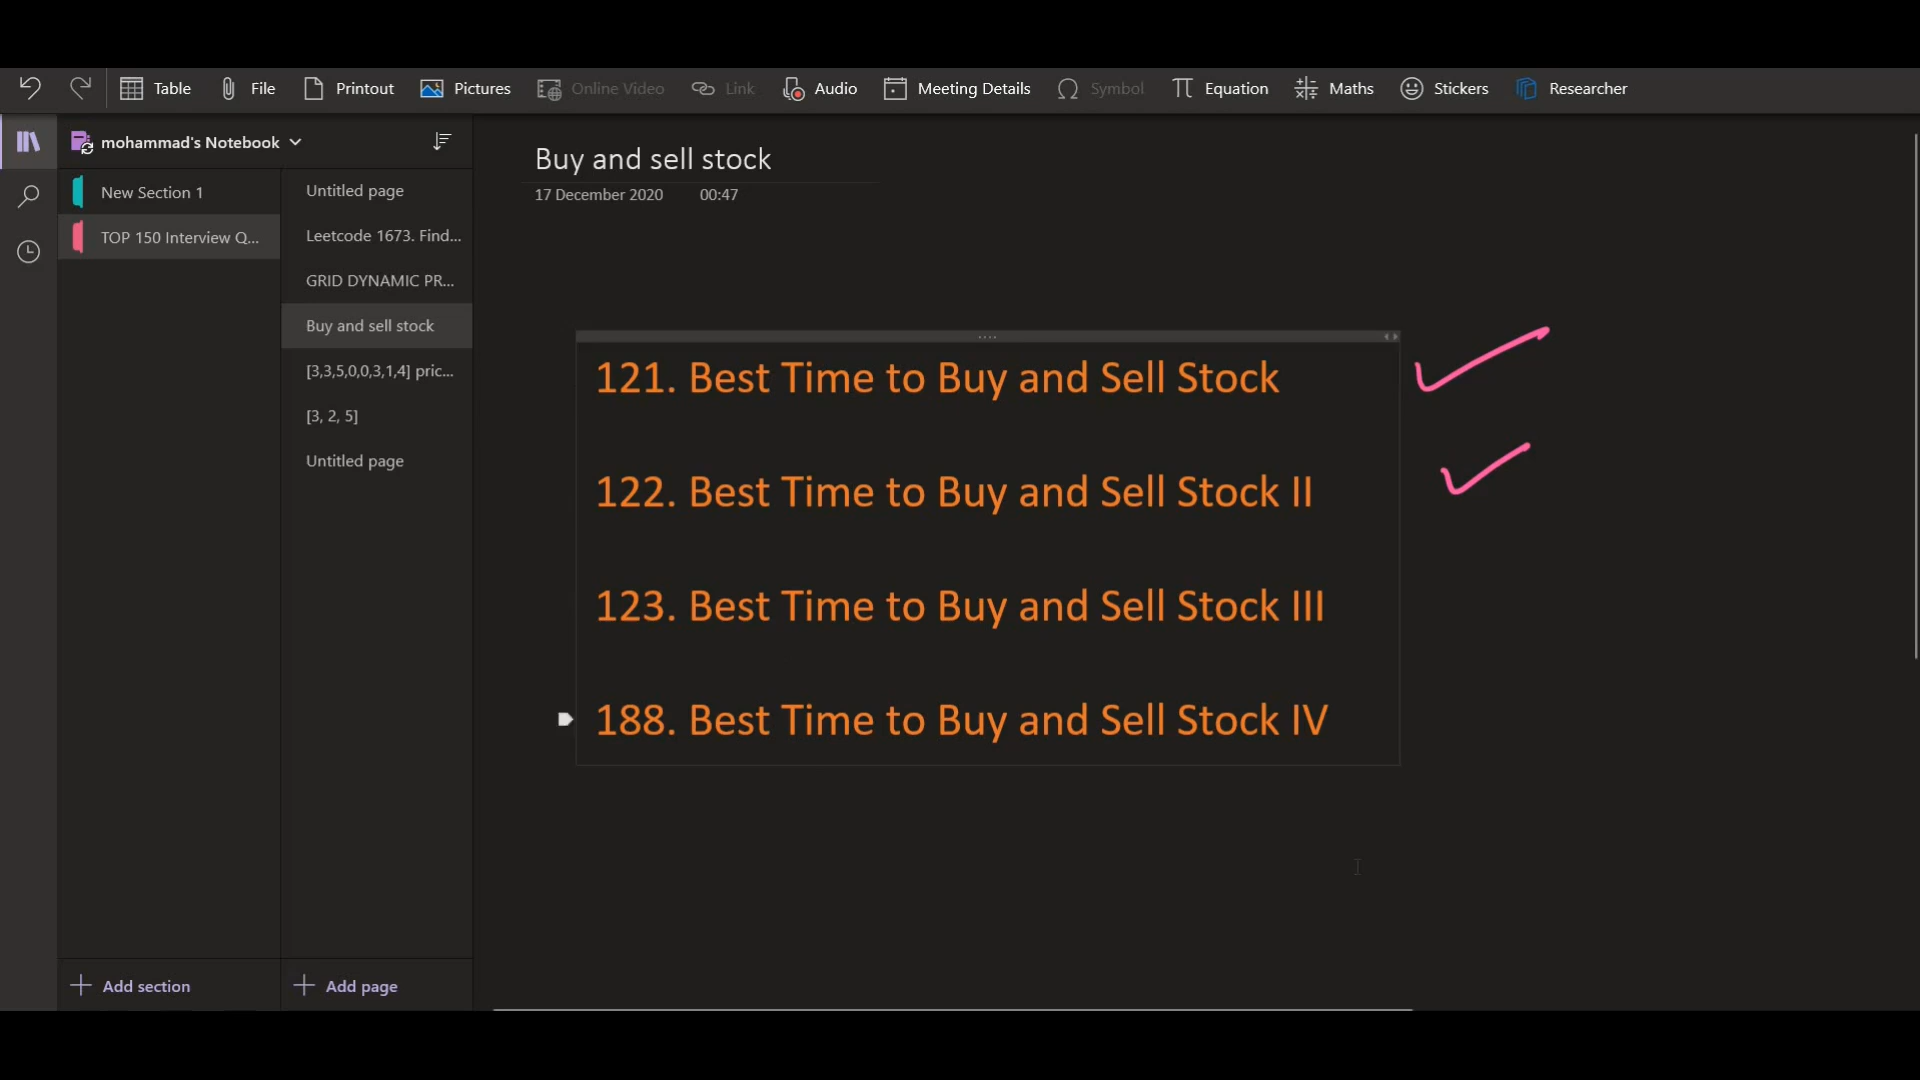 Table File Printout Pictures Online Video Link Audio Meeting Details Symbol Equation Maths Stickers Researcher
mohammad's Notebook
New Section 1
TOP 150 Interview Q...
Untitled page
Leetcode 1673. Find...
GRID DYNAMIC PR...
Buy and sell stock
[3,3,5,0,0,3,1,4] pric...
[3, 2, 5]
Untitled page
Add section
Add page
Buy and sell stock
17 December 2020 00:47
121. Best Time to Buy and Sell Stock
122. Best Time to Buy and Sell Stock II
123. Best Time to Buy and Sell Stock III
188. Best Time to Buy and Sell Stock IV